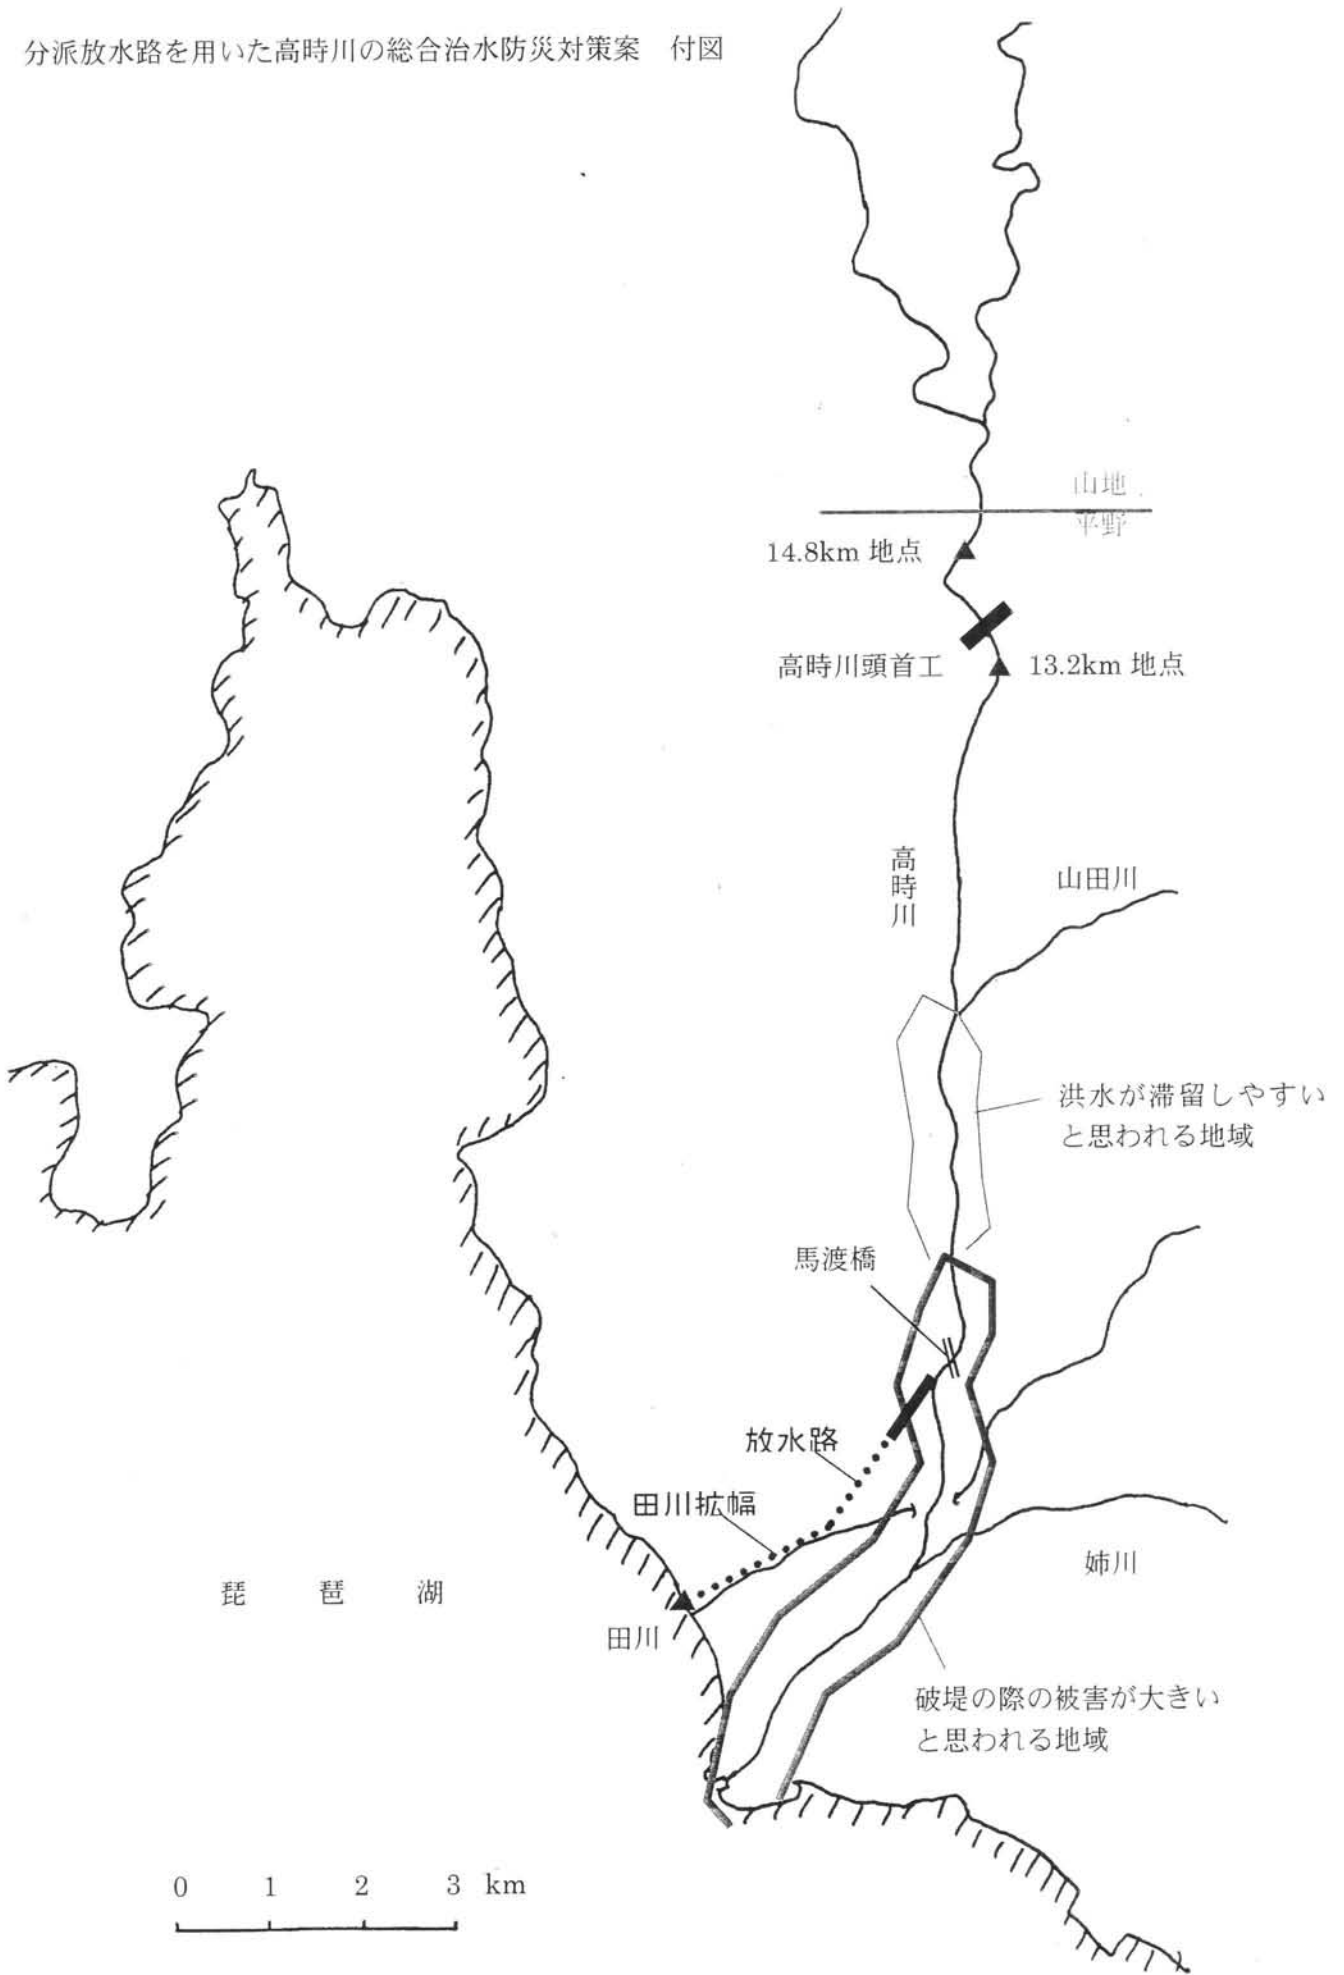 分派放水路を用いた高時川の総合治水防災対策案　付図
山地
平野
14.8km 地点
高時川頭首工
13.2km 地点
高時川
山田川
洪水が滞留しやすい
と思われる地域
馬渡橋
放水路
田川拡幅
姉川
琵　琶　湖
田川
破堤の際の被害が大きい
と思われる地域
0 1 2 3 km